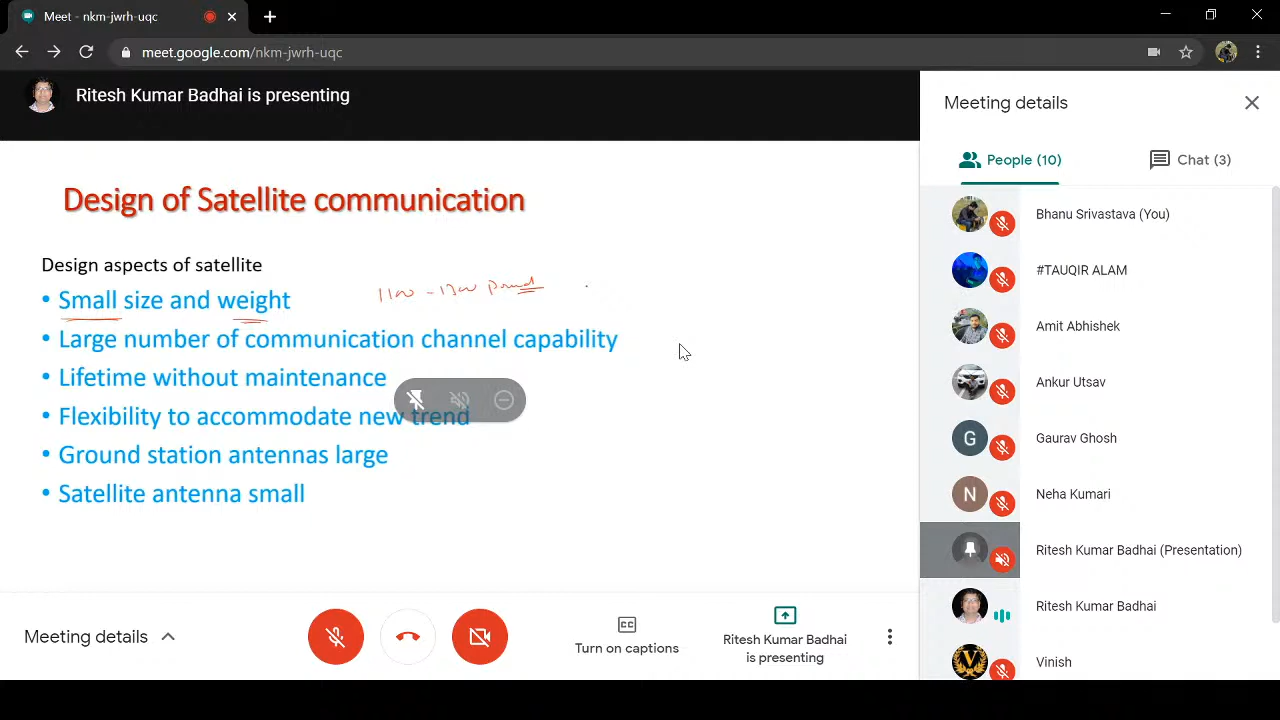 Meet - nkm-jwrh-uqc
meet.google.com/nkm-jwrh-uqc
Ritesh Kumar Badhai is presenting
Meeting details
People (10)
Chat (3)
Design of Satellite communication
Design aspects of satellite
• Small size and weight
1100 - 1300 pound
• Large number of communication channel capability
• Lifetime without maintenance
• Flexibility to accommodate new trend
• Ground station antennas large
• Satellite antenna small
Bhanu Srivastava (You)
#TAUQIR ALAM
Amit Abhishek
Ankur Utsav
G
Gaurav Ghosh
N
Neha Kumari
Ritesh Kumar Badhai (Presentation)
Ritesh Kumar Badhai
V
Vinish
Meeting details
CC
Turn on captions
Ritesh Kumar Badhai
is presenting